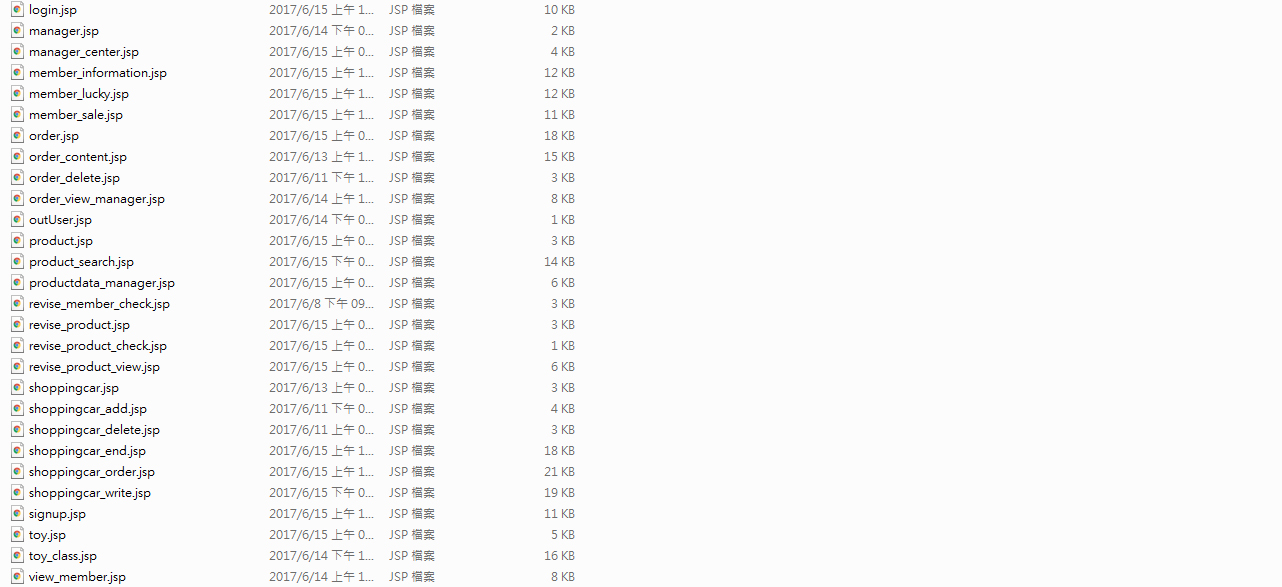 login.jsp 2017/6/15 上午 1... JSP 檔案 10 KB
manager.jsp 2017/6/14 下午 0... JSP 檔案 2 KB
manager_center.jsp 2017/6/15 上午 0... JSP 檔案 4 KB
member_information.jsp 2017/6/15 上午 1... JSP 檔案 12 KB
member_lucky.jsp 2017/6/15 上午 1... JSP 檔案 12 KB
member_sale.jsp 2017/6/15 上午 1... JSP 檔案 11 KB
order.jsp 2017/6/15 上午 0... JSP 檔案 18 KB
order_content.jsp 2017/6/13 上午 1... JSP 檔案 15 KB
order_delete.jsp 2017/6/11 下午 1... JSP 檔案 3 KB
order_view_manager.jsp 2017/6/14 上午 1... JSP 檔案 8 KB
outUser.jsp 2017/6/14 下午 0... JSP 檔案 1 KB
product.jsp 2017/6/15 上午 0... JSP 檔案 3 KB
product_search.jsp 2017/6/15 下午 0... JSP 檔案 14 KB
productdata_manager.jsp 2017/6/15 上午 0... JSP 檔案 6 KB
revise_member_check.jsp 2017/6/8 下午 09... JSP 檔案 3 KB
revise_product.jsp 2017/6/15 上午 0... JSP 檔案 3 KB
revise_product_check.jsp 2017/6/15 上午 0... JSP 檔案 1 KB
revise_product_view.jsp 2017/6/15 上午 0... JSP 檔案 6 KB
shoppingcar.jsp 2017/6/13 上午 0... JSP 檔案 3 KB
shoppingcar_add.jsp 2017/6/11 下午 0... JSP 檔案 4 KB
shoppingcar_delete.jsp 2017/6/11 上午 0... JSP 檔案 3 KB
shoppingcar_end.jsp 2017/6/15 上午 1... JSP 檔案 18 KB
shoppingcar_order.jsp 2017/6/15 上午 1... JSP 檔案 21 KB
shoppingcar_write.jsp 2017/6/15 下午 0... JSP 檔案 19 KB
signup.jsp 2017/6/15 上午 1... JSP 檔案 11 KB
toy.jsp 2017/6/15 上午 0... JSP 檔案 5 KB
toy_class.jsp 2017/6/14 下午 1... JSP 檔案 16 KB
view_member.jsp 2017/6/14 上午 1... JSP 檔案 8 KB